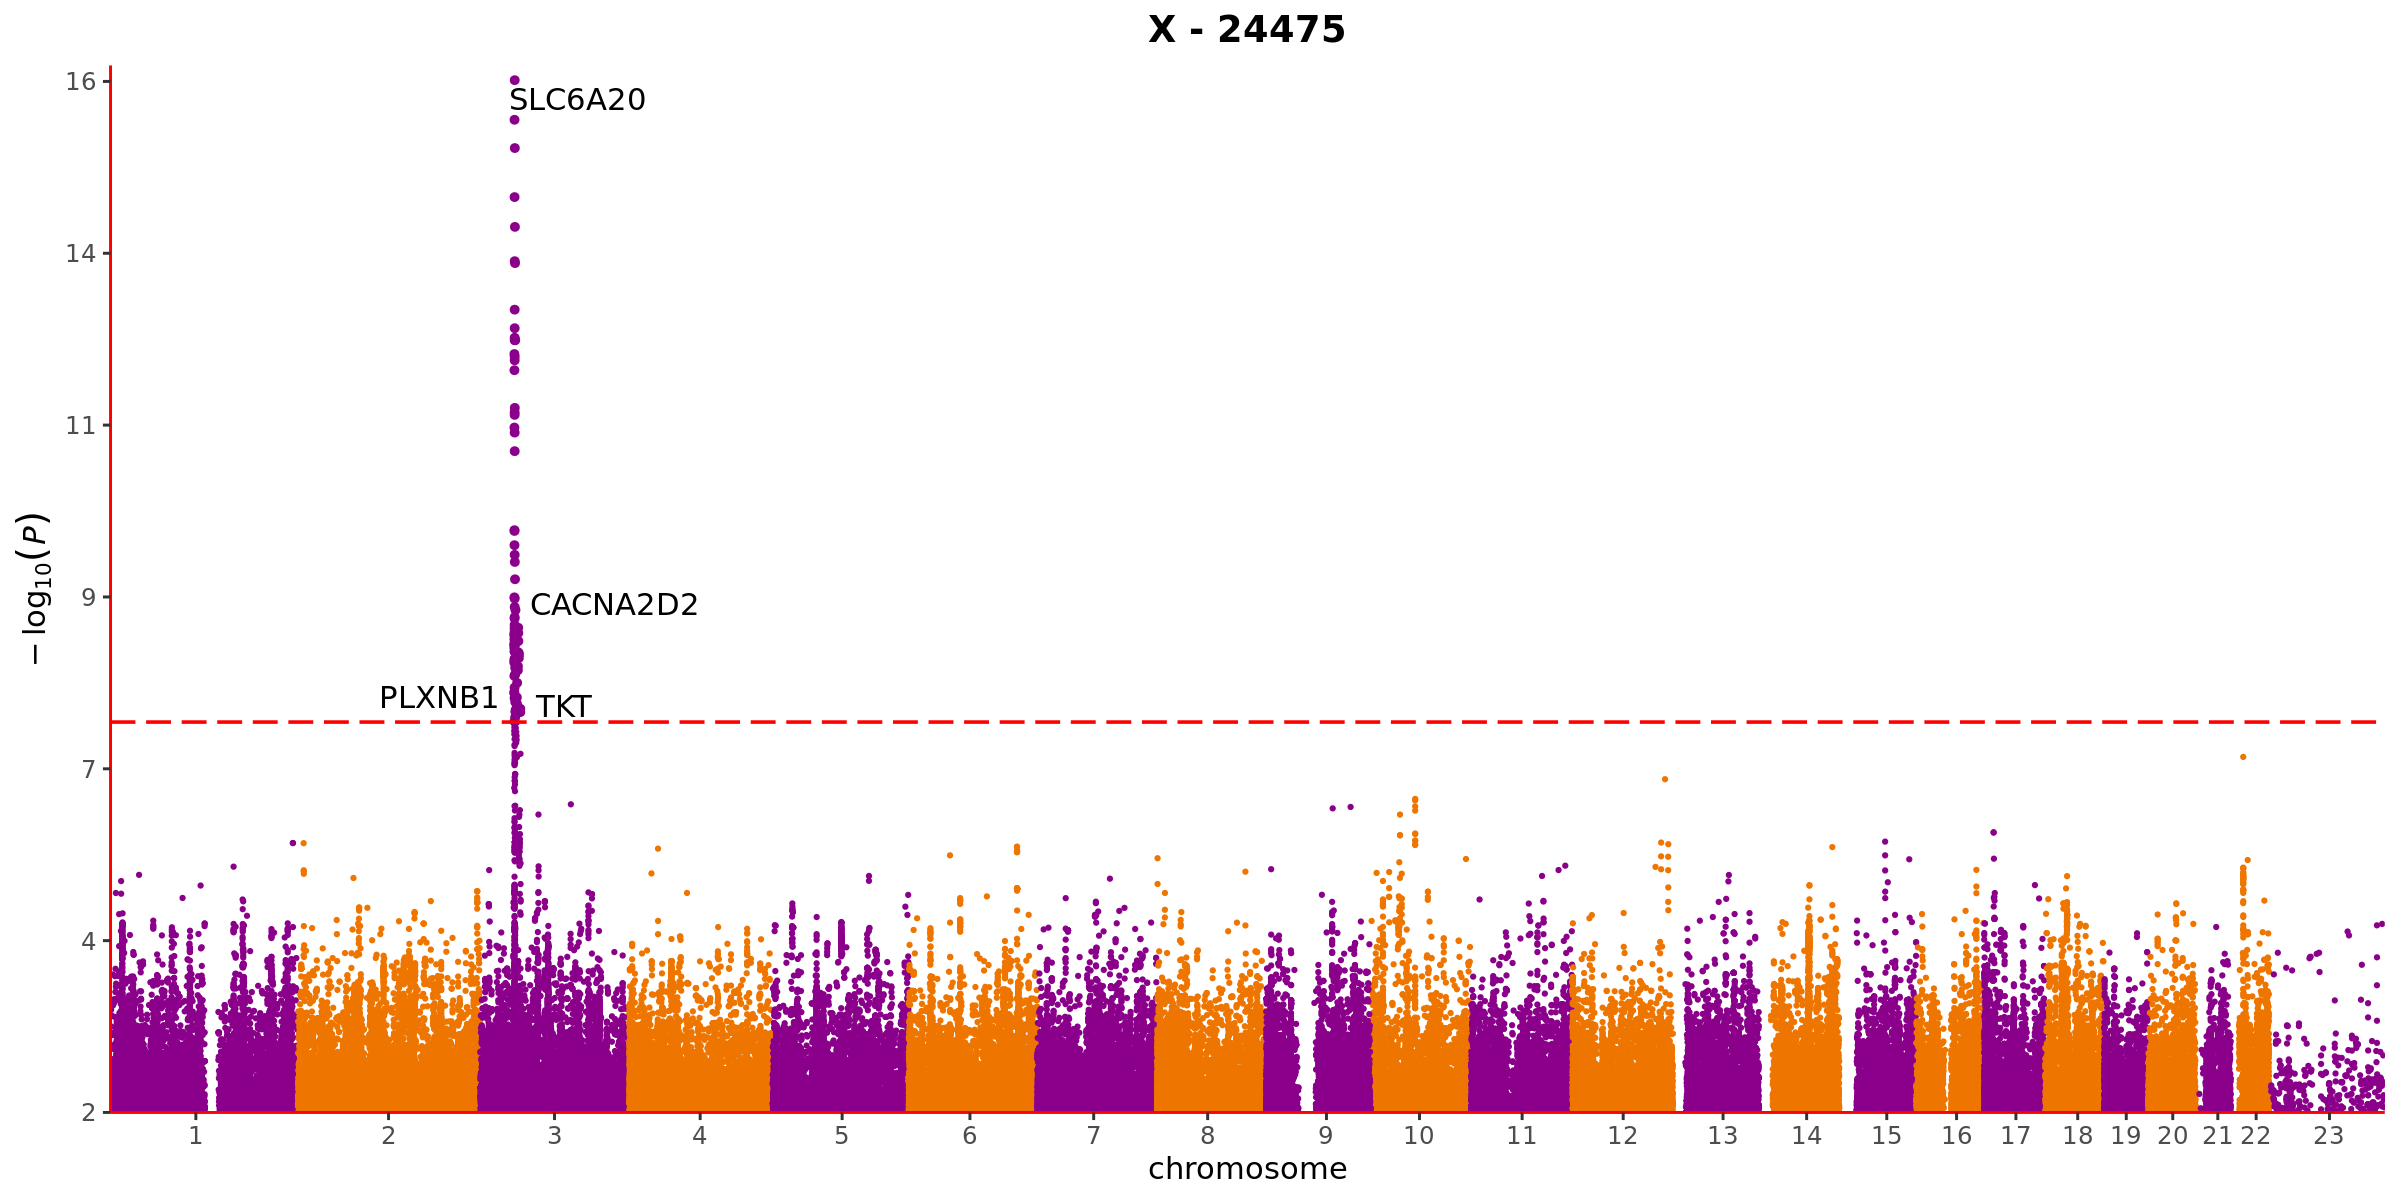 X - 24475
16
SLC6A20
14
11
9
CACNA2D2
PLXNB1
TKT
7
4
2
− log10(P)
1 2 3 4 5 6 7 8 9 10 11 12 13 14 15 16 17 18 19 20 21 22 23
chromosome